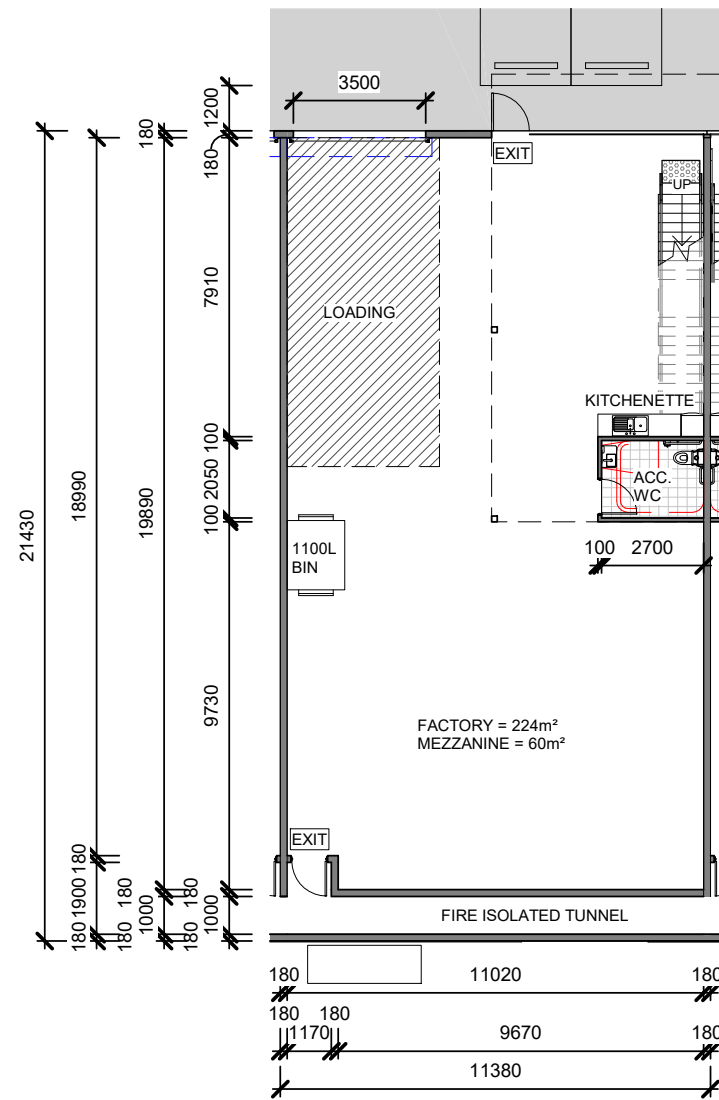 3500
1200
180
180
EXIT
UP
7910
LOADING
KITCHENETTE
100
2050
100
ACC.
WC
18990
19890
21430
1100L
BIN
100 2700
9730
FACTORY = 224m²
MEZZANINE = 60m²
EXIT
180
1900
180
180
180
1000
180
180
1000
180
FIRE ISOLATED TUNNEL
180 11020 180
180 180
1170 9670 180
11380